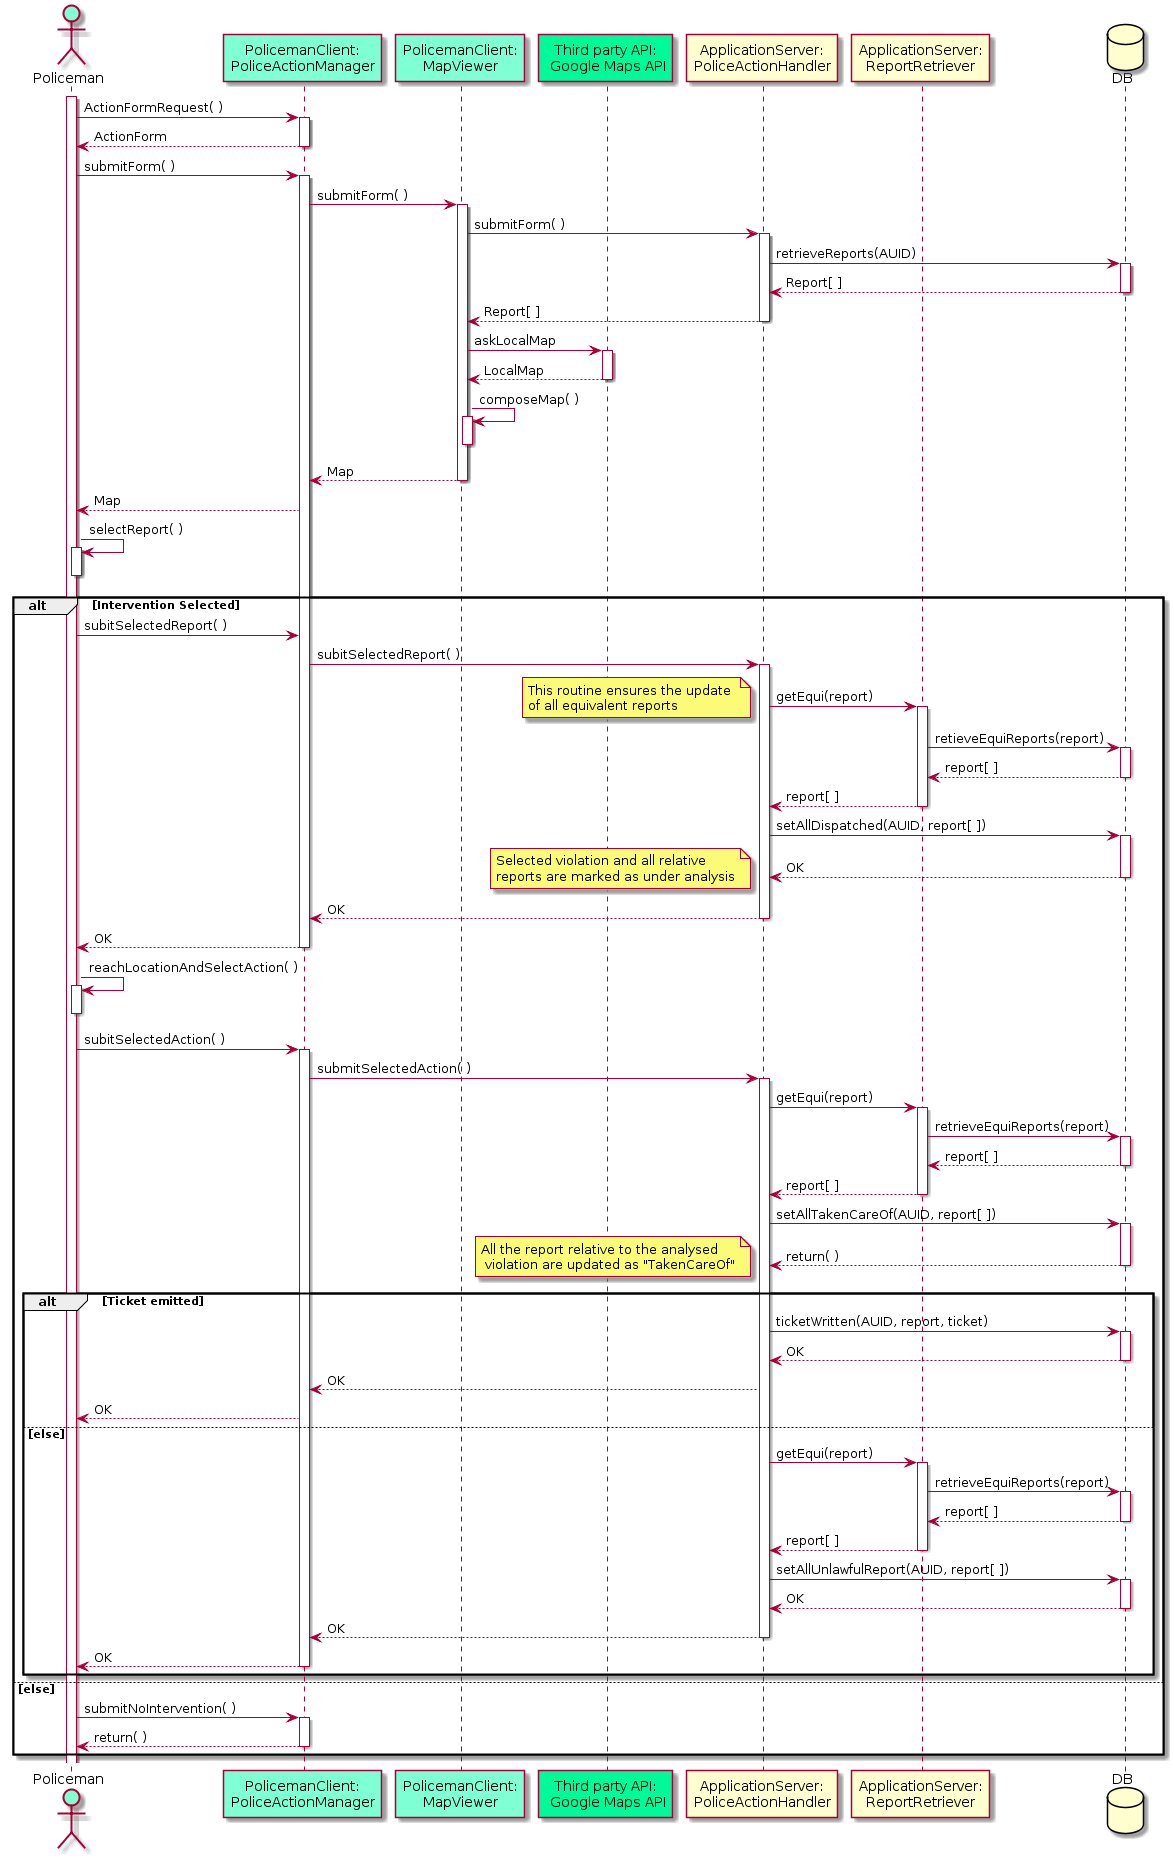 Policeman
PolicemanClient:
PoliceActionManager
PolicemanClient:
MapViewer
Third party API:
Google Maps API
ApplicationServer:
PoliceActionHandler
ApplicationServer:
ReportRetriever
DB
ActionFormRequest( )
ActionForm
submitForm( )
submitForm( )
submitForm( )
retrieveReports(AUID)
Report[ ]
Report[ ]
askLocalMap
LocalMap
composeMap( )
Map
Map
selectReport( )
alt [Intervention Selected]
subitSelectedReport( )
subitSelectedReport( )
This routine ensures the update
of all equivalent reports
getEqui(report)
retieveEquiReports(report)
report[ ]
report[ ]
setAllDispatched(AUID, report[ ])
Selected violation and all relative
reports are marked as under analysis
OK
OK
OK
reachLocationAndSelectAction( )
subitSelectedAction( )
submitSelectedAction( )
getEqui(report)
retrieveEquiReports(report)
report[ ]
report[ ]
setAllTakenCareOf(AUID, report[ ])
All the report relative to the analysed
violation are updated as "TakenCareOf"
return( )
alt [Ticket emitted]
ticketWritten(AUID, report, ticket)
OK
OK
OK
[else]
getEqui(report)
retrieveEquiReports(report)
report[ ]
report[ ]
setAllUnlawfulReport(AUID, report[ ])
OK
OK
OK
[else]
submitNoIntervention( )
return( )
Policeman
PolicemanClient:
PoliceActionManager
PolicemanClient:
MapViewer
Third party API:
Google Maps API
ApplicationServer:
PoliceActionHandler
ApplicationServer:
ReportRetriever
DB